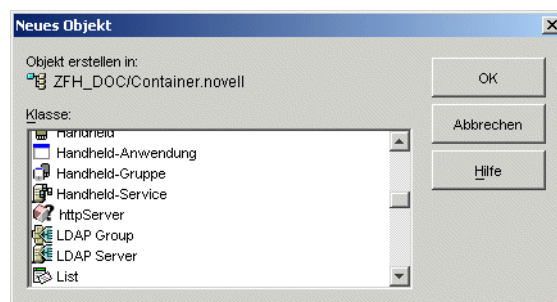 Neues Objekt
Objekt erstellen in:
ZFH_DOC/Container.novell
OK
Klasse:
Abbrechen
Handheld
Handheld-Anwendung
Hilfe
Handheld-Gruppe
Handheld-Service
httpServer
LDAP Group
LDAP Server
List